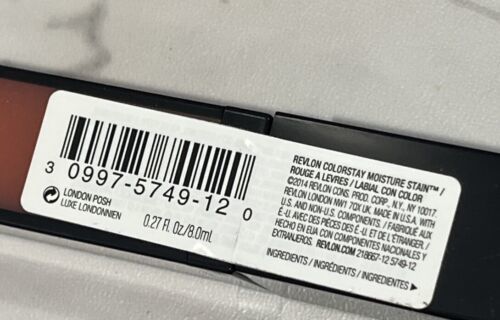 3 0997-5749-12 0
LONDON POSH
LUXE LONDONNIEN
0.27 Fl. Oz/8.0ml
REVLON COLORSTAY MOISTURE STAIN™ /
ROUGE A LEVRES / LABIAL CON COLOR
©2014 REVLON CONS. PROD. CORP., N.Y., NY 10017.
REVLON LONDON NW1 7DX UK. MADE IN U.S.A. WITH
U.S. AND NON-U.S. COMPONENTS. / FABRIQUÉ AUX
É.-U. AVEC DES PIÈCES DES É.-U. ET DE L'ÉTRANGER. /
HECHO EN EUA CON COMPONENTES NACIONALES Y
EXTRANJEROS. REVLON.COM 218667-12 5749-12
INGREDIENTS / INGRÉDIENTS / INGREDIENTES